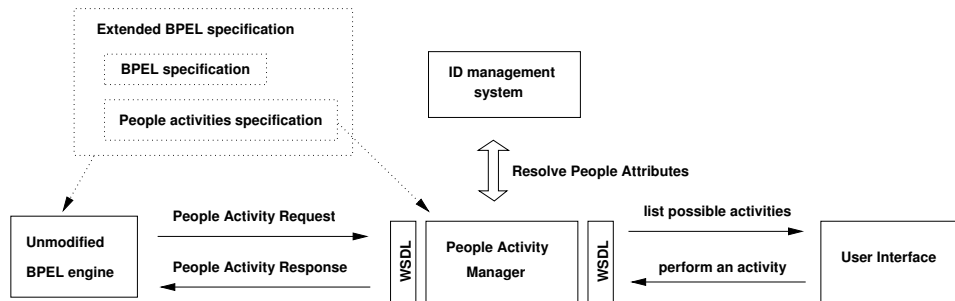 Extended BPEL specification
BPEL specification
People activities specification
ID management
system
Resolve People Attributes
Unmodified
BPEL engine
People Activity Request
People Activity Response
WSDL
People Activity
Manager
WSDL
list possible activities
perform an activity
User Interface